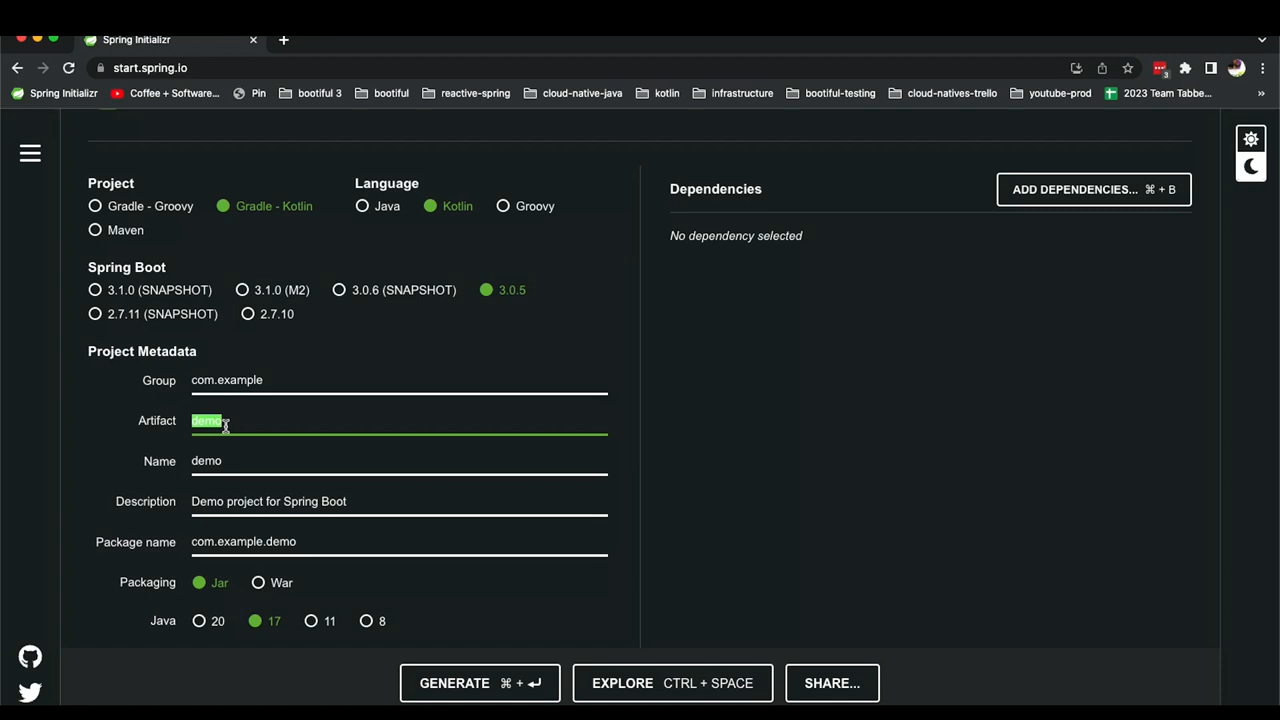 Spring Initializr
start.spring.io
3
Spring Initializr Coffee + Software... Pin bootiful 3 bootiful reactive-spring cloud-native-java kotlin infrastructure bootiful-testing cloud-natives-trello youtube-prod 2023 Team Tabbe... »
Project Language
Gradle - Groovy Gradle - Kotlin Java Kotlin Groovy
Maven
Dependencies ADD DEPENDENCIES... ⌘ + B
No dependency selected
Spring Boot
3.1.0 (SNAPSHOT) 3.1.0 (M2) 3.0.6 (SNAPSHOT) 3.0.5
2.7.11 (SNAPSHOT) 2.7.10
Project Metadata
Group com.example
Artifact demo
Name demo
Description Demo project for Spring Boot
Package name com.example.demo
Packaging Jar War
Java 20 17 11 8
GENERATE ⌘ + ↵ EXPLORE CTRL + SPACE SHARE...